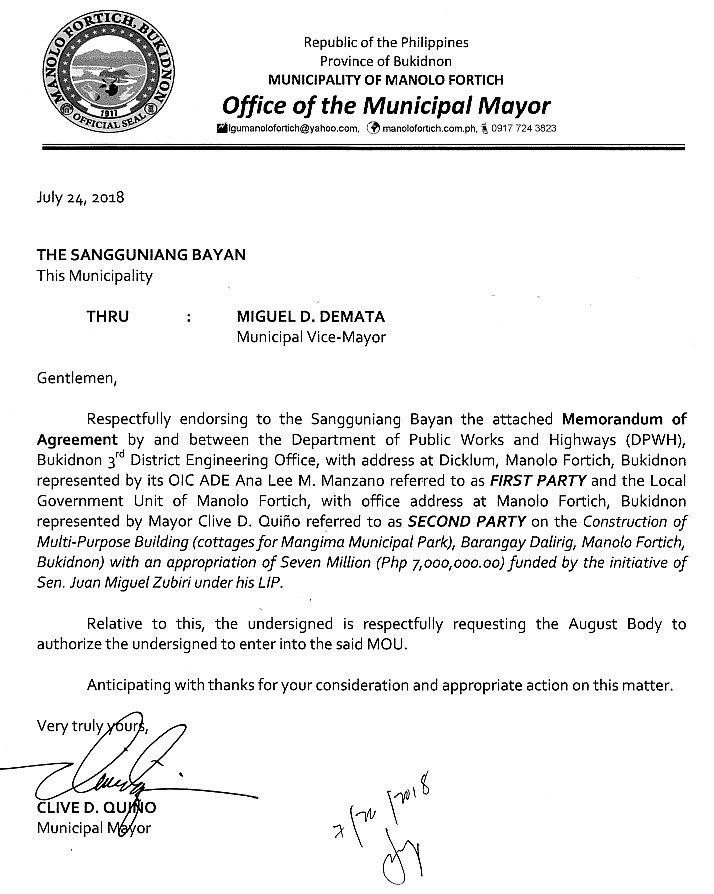 MANOLO FORTICH, BUKIDNON
1917
OFFICIAL SEAL
Republic of the Philippines
Province of Bukidnon
MUNICIPALITY OF MANOLO FORTICH
Office of the Municipal Mayor
lgumanolofortich@yahoo.com, manolofortich.com.ph, 0917 724 3823
July 24, 2018
THE SANGGUNIANG BAYAN
This Municipality
THRU : MIGUEL D. DEMATA
Municipal Vice-Mayor
Gentlemen,
Respectfully endorsing to the Sangguniang Bayan the attached Memorandum of
Agreement by and between the Department of Public Works and Highways (DPWH),
Bukidnon 3rd District Engineering Office, with address at Dicklum, Manolo Fortich, Bukidnon
represented by its OIC ADE Ana Lee M. Manzano referred to as FIRST PARTY and the Local
Government Unit of Manolo Fortich, with office address at Manolo Fortich, Bukidnon
represented by Mayor Clive D. Quiño referred to as SECOND PARTY on the Construction of
Multi-Purpose Building (cottages for Mangima Municipal Park), Barangay Dalirig, Manolo Fortich,
Bukidnon) with an appropriation of Seven Million (Php 7,000,000.00) funded by the initiative of
Sen. Juan Miguel Zubiri under his LIP.
Relative to this, the undersigned is respectfully requesting the August Body to
authorize the undersigned to enter into the said MOU.
Anticipating with thanks for your consideration and appropriate action on this matter.
Very truly yours,
CLIVE D. QUIÑO
Municipal Mayor